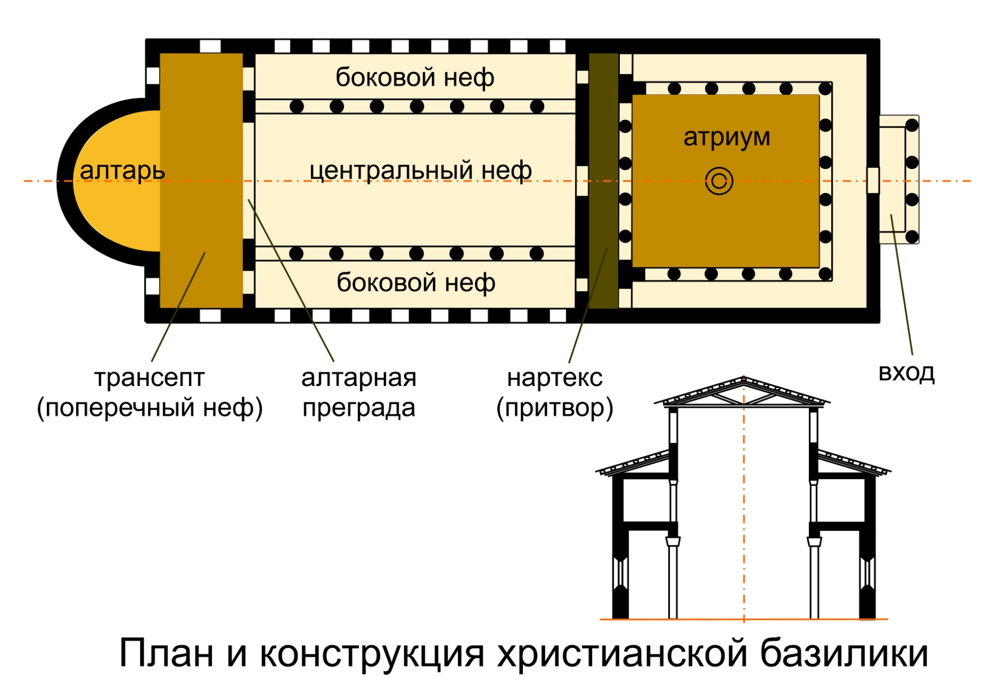 боковой неф
атриум
алтарь
центральный неф
боковой неф
трансепт
(поперечный неф)
алтарная
преграда
нартекс
(притвор)
вход
План и конструкция христианской базилики